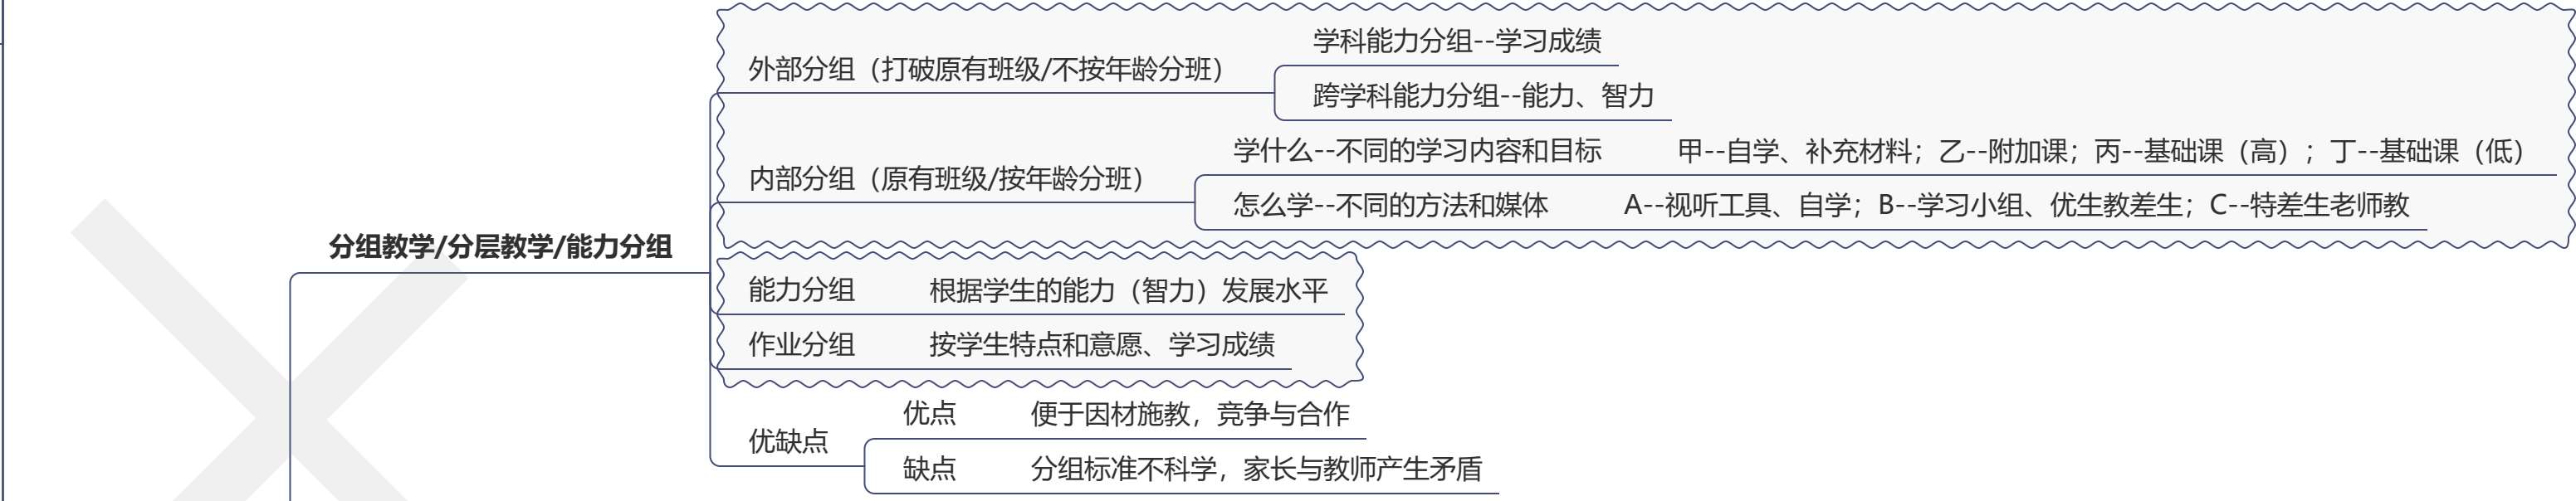 分组教学/分层教学/能力分组
外部分组（打破原有班级/不按年龄分班）
学科能力分组--学习成绩
跨学科能力分组--能力、智力
内部分组（原有班级/按年龄分班）
学什么--不同的学习内容和目标
甲--自学、补充材料；乙--附加课；丙--基础课（高）；丁--基础课（低）
怎么学--不同的方法和媒体
A--视听工具、自学；B--学习小组、优生教差生；C--特差生老师教
能力分组
根据学生的能力（智力）发展水平
作业分组
按学生特点和意愿、学习成绩
优缺点
优点
便于因材施教，竞争与合作
缺点
分组标准不科学，家长与教师产生矛盾